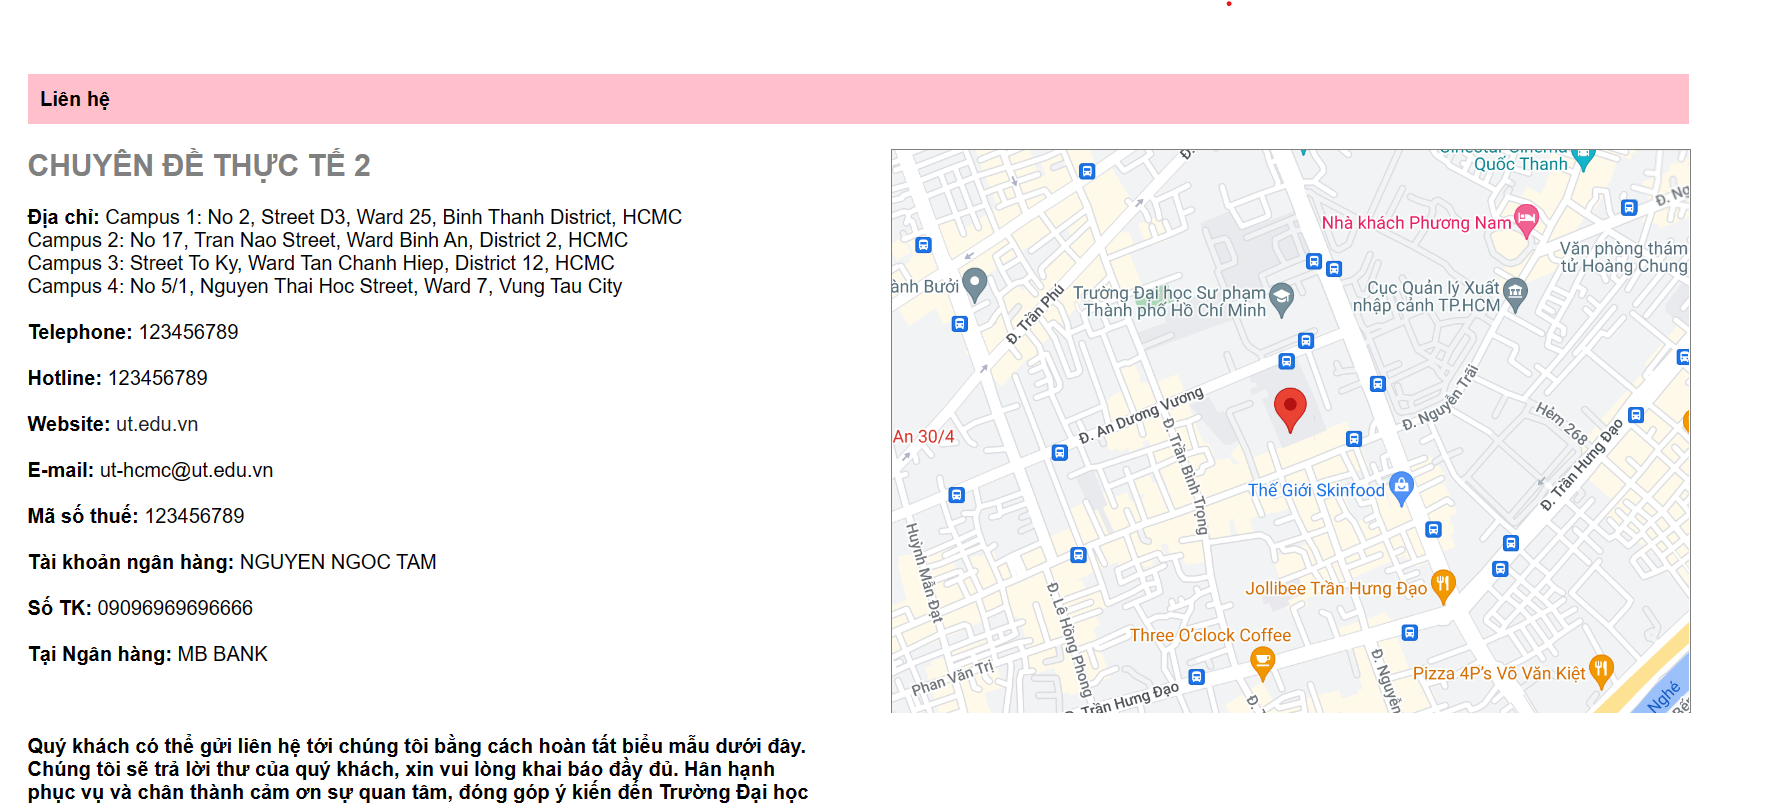 Liên hệ
CHUYÊN ĐỀ THỰC TẾ 2
Địa chỉ: Campus 1: No 2, Street D3, Ward 25, Binh Thanh District, HCMC
Campus 2: No 17, Tran Nao Street, Ward Binh An, District 2, HCMC
Campus 3: Street To Ky, Ward Tan Chanh Hiep, District 12, HCMC
Campus 4: No 5/1, Nguyen Thai Hoc Street, Ward 7, Vung Tau City
Telephone: 123456789
Hotline: 123456789
Website: ut.edu.vn
E-mail: ut-hcmc@ut.edu.vn
Mã số thuế: 123456789
Tài khoản ngân hàng: NGUYEN NGOC TAM
Số TK: 09096969696666
Tại Ngân hàng: MB BANK
Quý khách có thể gửi liên hệ tới chúng tôi bằng cách hoàn tất biểu mẫu dưới đây.
Chúng tôi sẽ trả lời thư của quý khách, xin vui lòng khai báo đầy đủ. Hân hạnh
phục vụ và chân thành cảm ơn sự quan tâm, đóng góp ý kiến đến Trường Đại học
Quốc Thanh
Đ. Ng
Nhà khách Phương Nam
Văn phòng thám
tử Hoàng Chung
ành Bưởi
Đ. Trần Phú
Trường Đại học Sư phạm
Thành phố Hồ Chí Minh
Cục Quản lý Xuất
nhập cảnh TP.HCM
Đ. An Dương Vương
Đ. Nguyễn Trãi
Hẻm 268
An 30/4
Đ. Trần Bình Trọng
Đ. Trần Hưng Đạo
Thế Giới Skinfood
Huỳnh Mẫn Đạt
Jollibee Trần Hưng Đạo
Đ. Lê Hồng Phong
Three O'clock Coffee
Phan Văn Trị
Trần Hưng Đạo
Đ. Nguyễn
Pizza 4P's Võ Văn Kiệt
Nghé